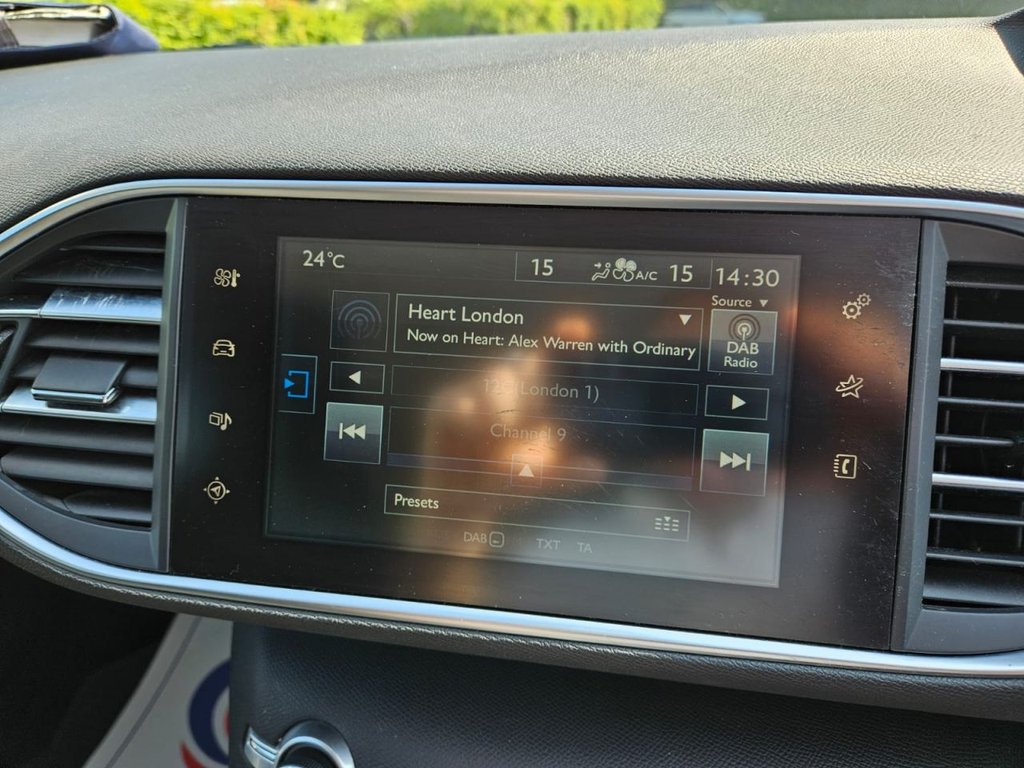 24°C
15
A/C
15
14:30
Source
Heart London
Now on Heart: Alex Warren with Ordinary
DAB
Radio
(London 1)
Channel 9
Presets
DAB
TXT
TA